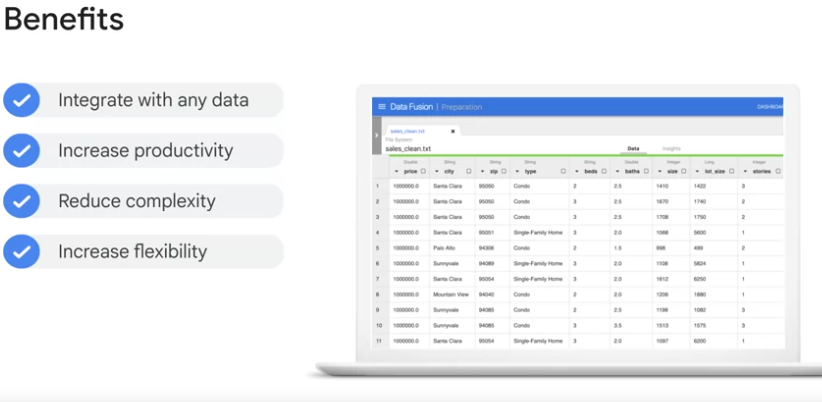 Benefits
Integrate with any data
Increase productivity
Reduce complexity
Increase flexibility
Data Fusion | Preparation DASHBOAR
sales_clean.txt
File System
sales_clean.txt Data Insights
Double String String String String Double Integer Long Integer
price city zip type beds baths size lot_size stories
1 1000000.0 Santa Clara 95050 Condo 2 2.5 1410 1422 3
2 1000000.0 Santa Clara 95050 Condo 3 2.5 1670 1740 2
3 1000000.0 Santa Clara 95050 Condo 3 2.5 1708 1750 2
4 1000000.0 Santa Clara 95051 Single-Family Home 3 2.0 1068 5600 1
5 1000000.0 Palo Alto 94306 Condo 2 1.5 998 499 2
6 1000000.0 Sunnyvale 94089 Single-Family Home 3 2.0 1108 5824 1
7 1000000.0 Santa Clara 95054 Single-Family Home 3 2.0 1612 6250 1
8 1000000.0 Mountain View 94040 Condo 2 2.0 1206 1880 1
9 1000000.0 Sunnyvale 94085 Condo 2 2.5 1198 1082 3
10 1000000.0 Sunnyvale 94085 Condo 3 3.5 1513 1575 3
11 1000000.0 Santa Clara 95054 Single-Family Home 3 2.0 1097 6200 1